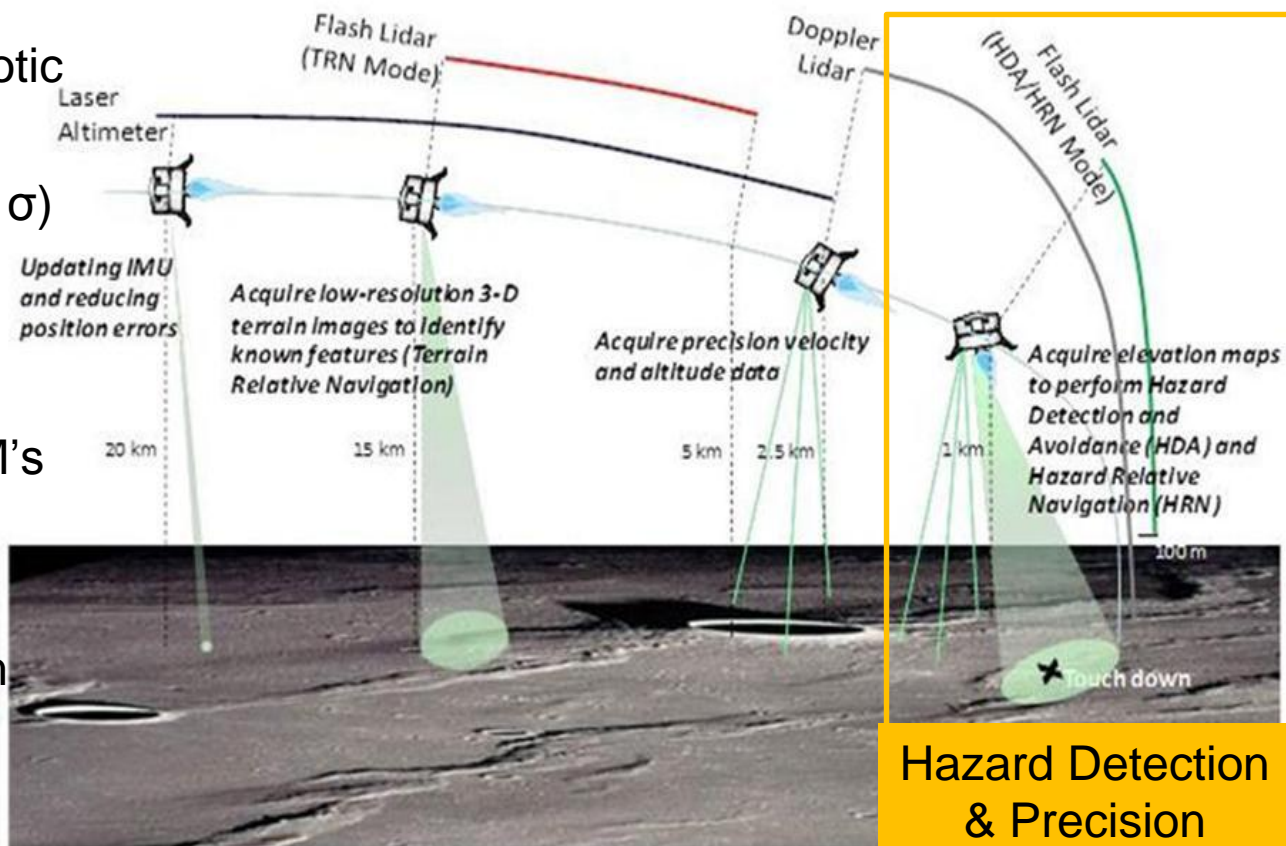 otic
σ)
M's
n
Laser
Altimeter
Flash Lidar
(TRN Mode)
Doppler
Lidar
Flash Lidar
(HDA/HRN Mode)
Updating IMU
and reducing
position errors
Acquire low-resolution 3-D
terrain images to identify
known features (Terrain
Relative Navigation)
Acquire precision velocity
and altitude data
Acquire elevation maps
to perform Hazard
Detection and
Avoidance (HDA) and
Hazard Relative
Navigation (HRN)
20 km
15 km
5 km
2.5 km
1 km
100 m
Touch down
Hazard Detection
& Precision